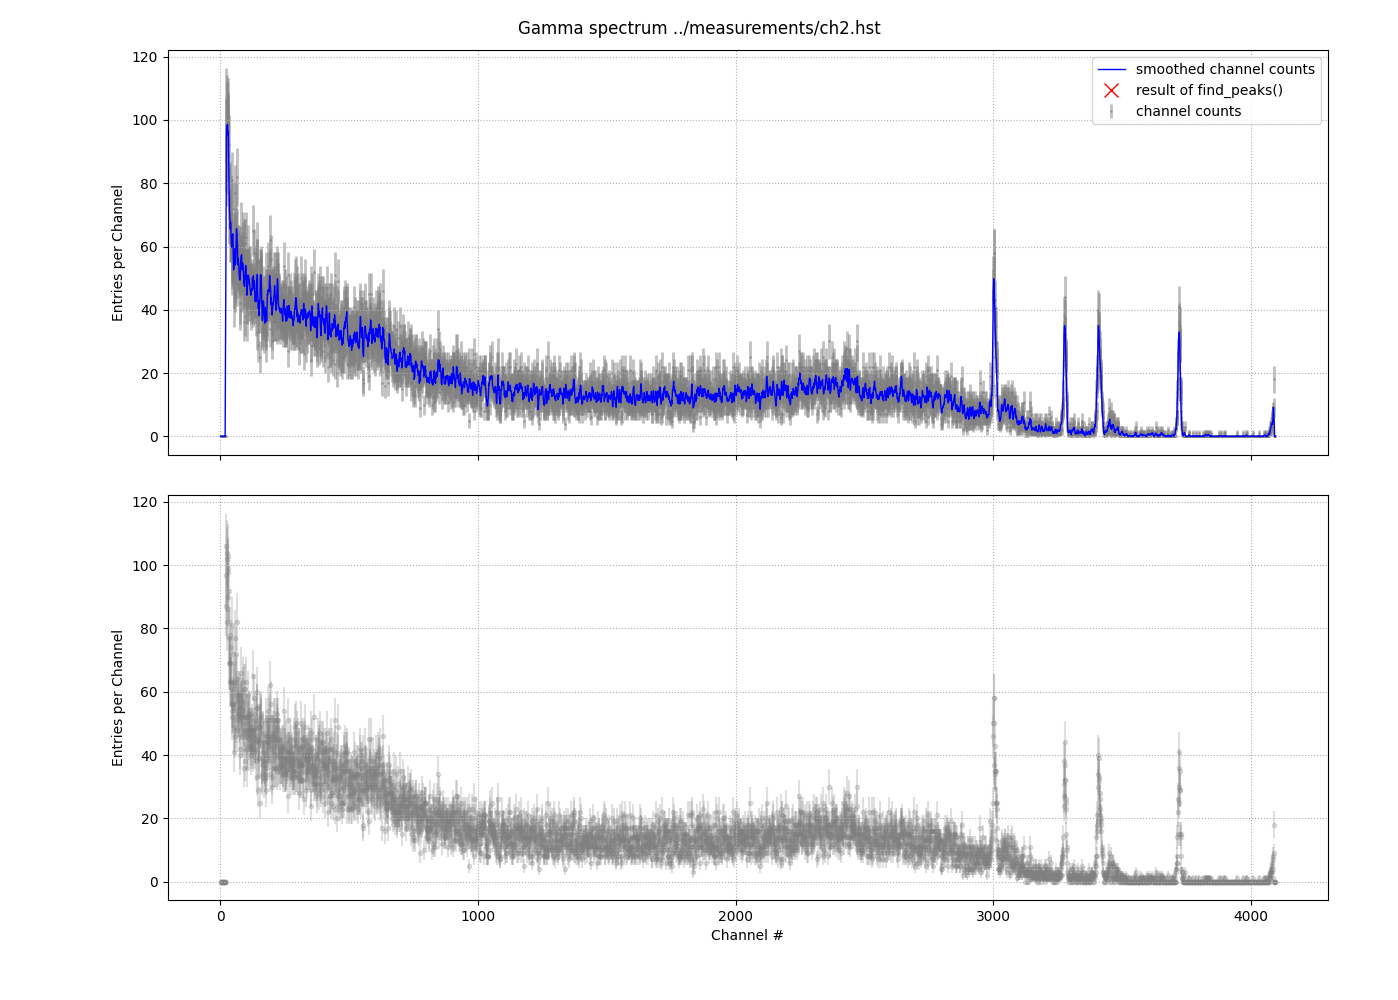 Gamma spectrum ../measurements/ch2.hst
120
100
80
60
40
20
0
Entries per Channel
smoothed channel counts
result of find_peaks()
channel counts
120
100
80
60
40
20
0
Entries per Channel
0 1000 2000 3000 4000
Channel #